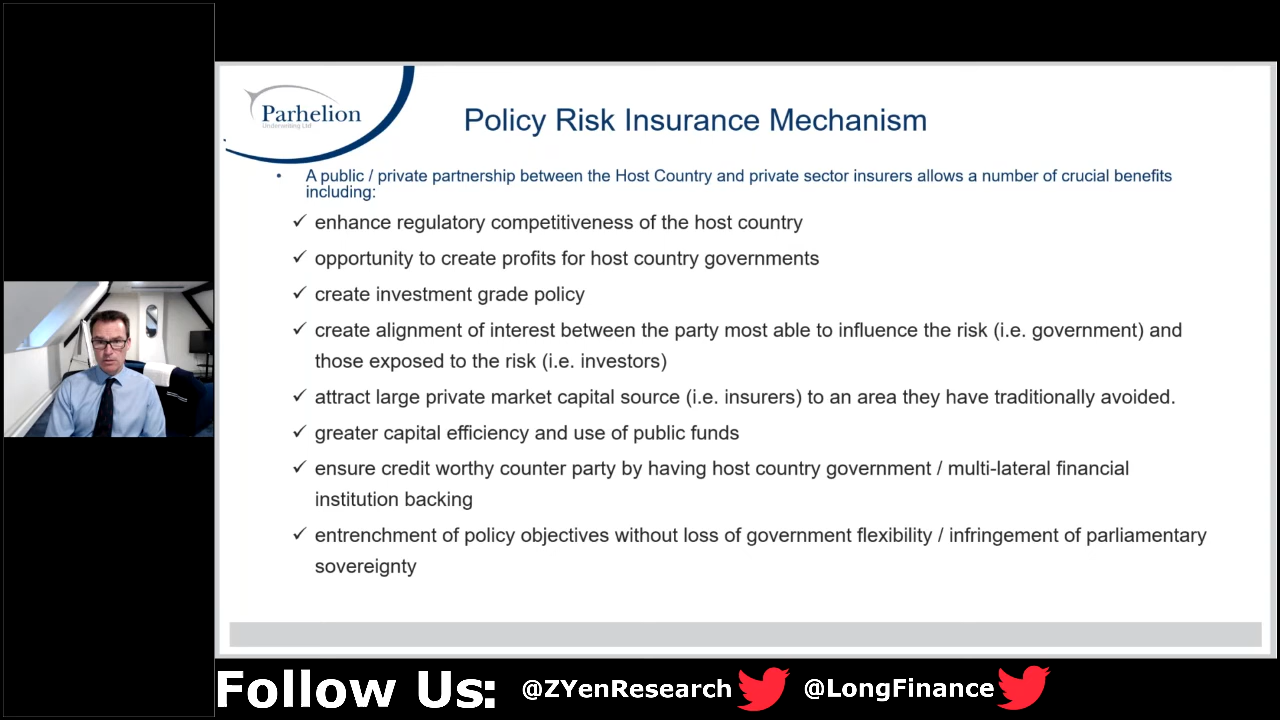 Parhelion
Underwriting Ltd
Policy Risk Insurance Mechanism
• A public / private partnership between the Host Country and private sector insurers allows a number of crucial benefits
including:
✓ enhance regulatory competitiveness of the host country
✓ opportunity to create profits for host country governments
✓ create investment grade policy
✓ create alignment of interest between the party most able to influence the risk (i.e. government) and
those exposed to the risk (i.e. investors)
✓ attract large private market capital source (i.e. insurers) to an area they have traditionally avoided.
✓ greater capital efficiency and use of public funds
✓ ensure credit worthy counter party by having host country government / multi-lateral financial
institution backing
✓ entrenchment of policy objectives without loss of government flexibility / infringement of parliamentary
sovereignty
Follow Us: @ZYenResearch @LongFinance